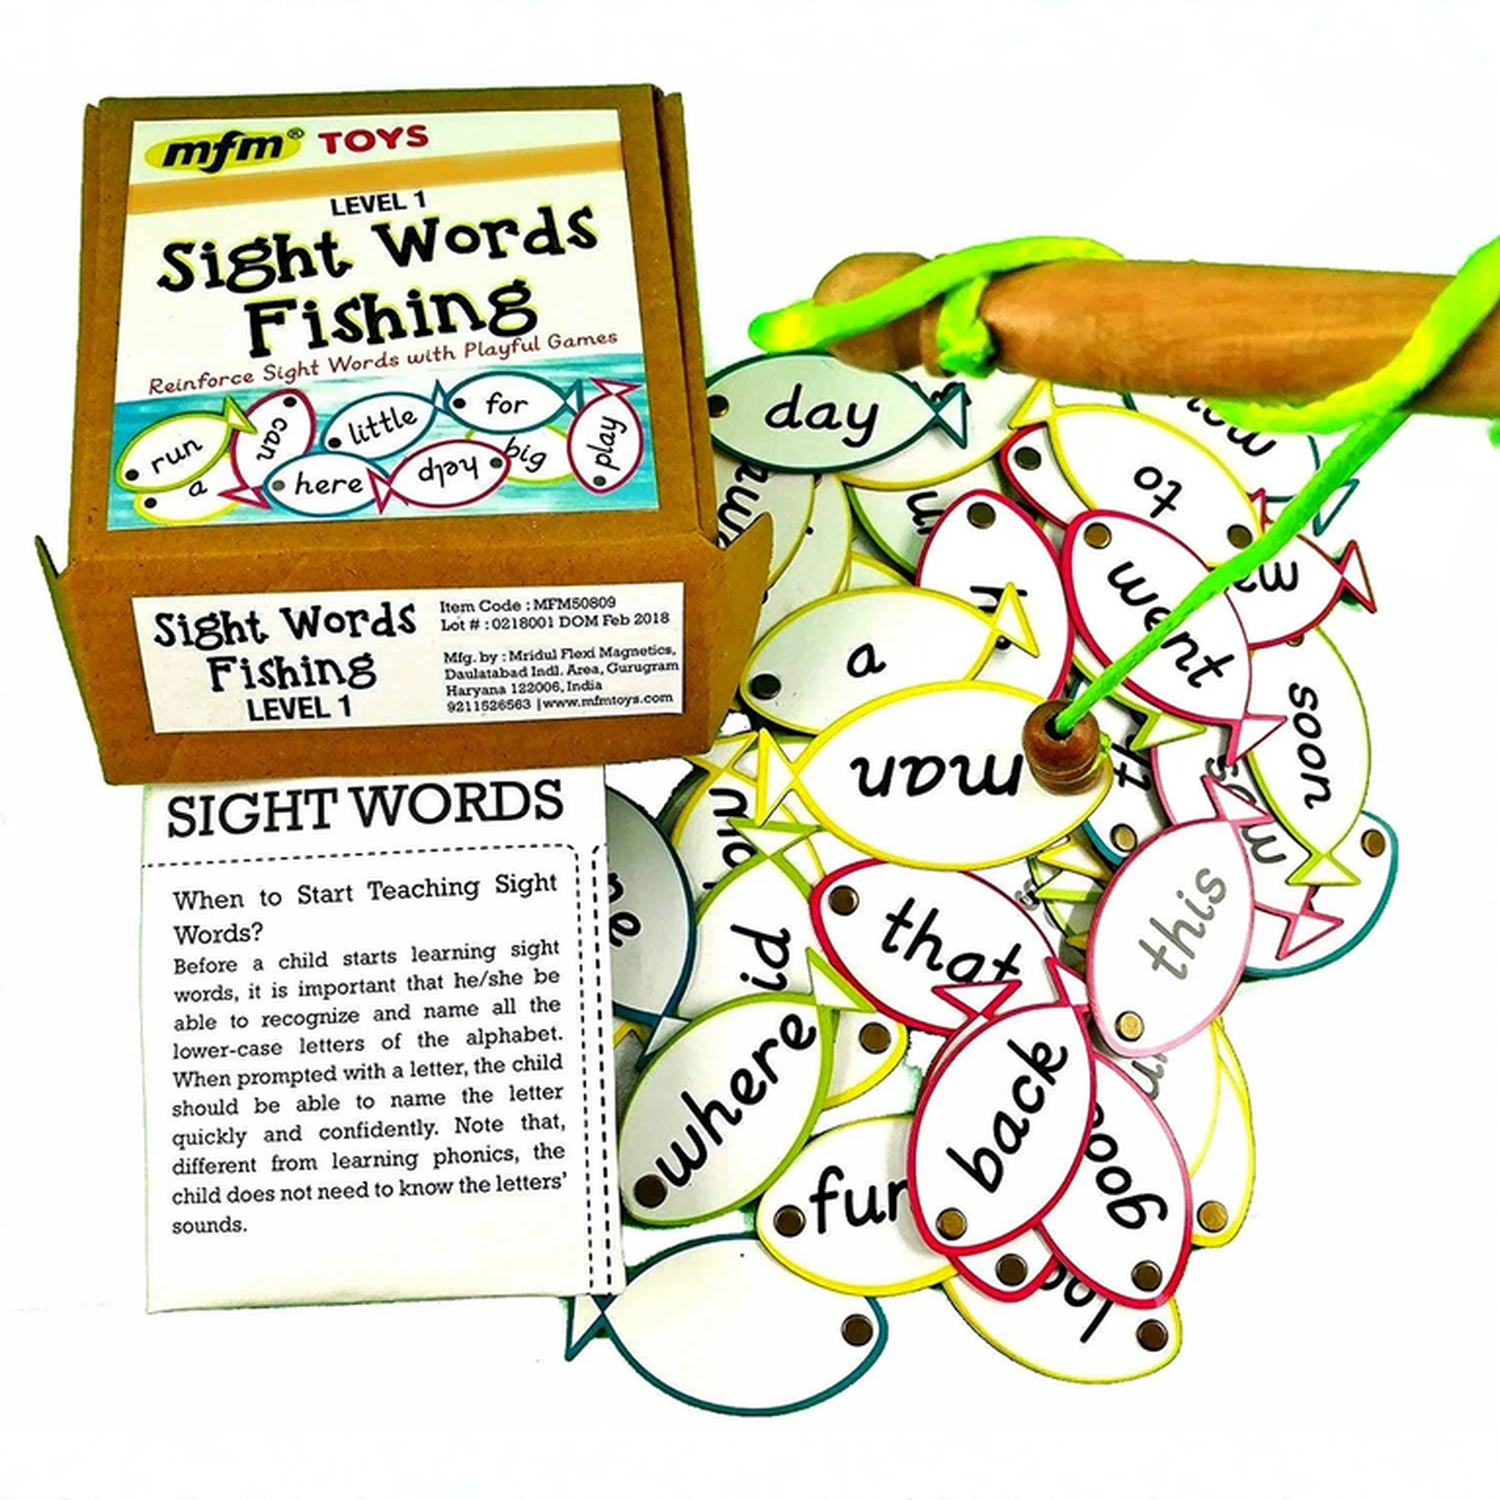 mfm® TOYS
LEVEL 1
Sight Words
Fishing
Reinforce Sight Words with Playful Games
run
can
little
for
play
a
here
help
big
Sight Words
Fishing
LEVEL 1
Item Code : MFM50809
Lot # : 0218001 DOM Feb 2018
Mfg. by : Mridul Flexi Magnetics,
Daulatabad Indl. Area, Gurugram
Haryana 122006, India
9211526563 | www.mfmtoys.com
SIGHT WORDS
When to Start Teaching Sight
Words?
Before a child starts learning sight
words, it is important that he/she be
able to recognize and name all the
lower-case letters of the alphabet.
When prompted with a letter, the child
should be able to name the letter
quickly and confidently. Note that,
different from learning phonics, the
child does not need to know the letters'
sounds.
day
to
went
a
soon
man
this
that
where
back